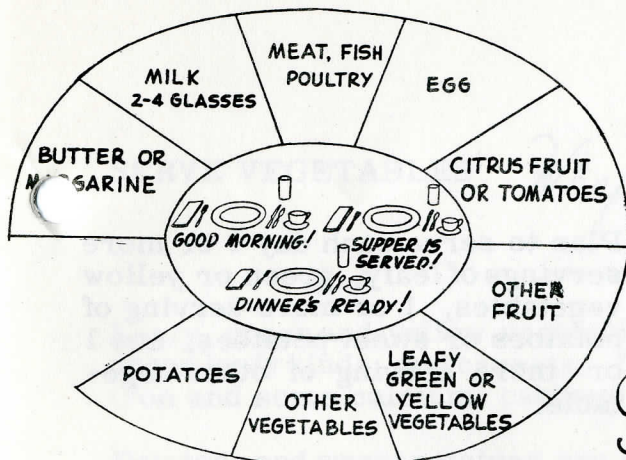 MEAT, FISH
POULTRY
MILK
2-4 GLASSES
EGG
BUTTER OR
MARGARINE
CITRUS FRUIT
OR TOMATOES
GOOD MORNING!
SUPPER IS
SERVED!
DINNER'S READY!
OTHER
FRUIT
POTATOES
OTHER
VEGETABLES
LEAFY
GREEN OR
YELLOW
VEGETABLES